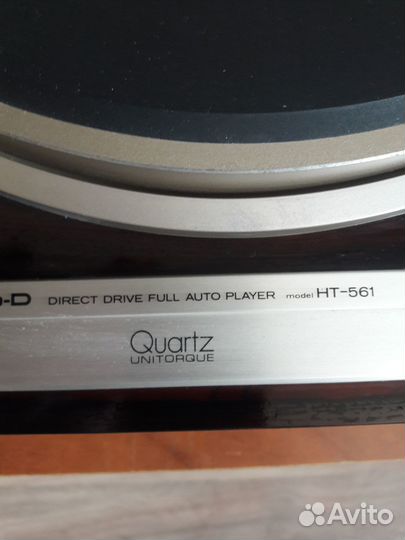 -D DIRECT DRIVE FULL AUTO PLAYER model HT-561
Quartz
UNITORQUE
Avito